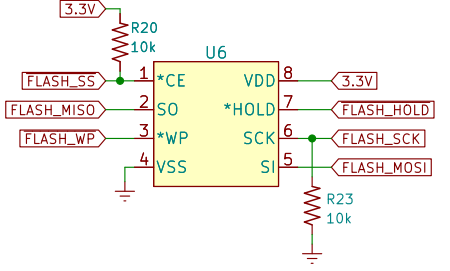 3.3V
R20
10k
U6
FLASH_SS 1 *CE VDD 8 3.3V
FLASH_MISO 2 SO *HOLD 7 FLASH_HOLD
FLASH_WP 3 *WP SCK 6 FLASH_SCK
4 VSS SI 5 FLASH_MOSI
R23
10k